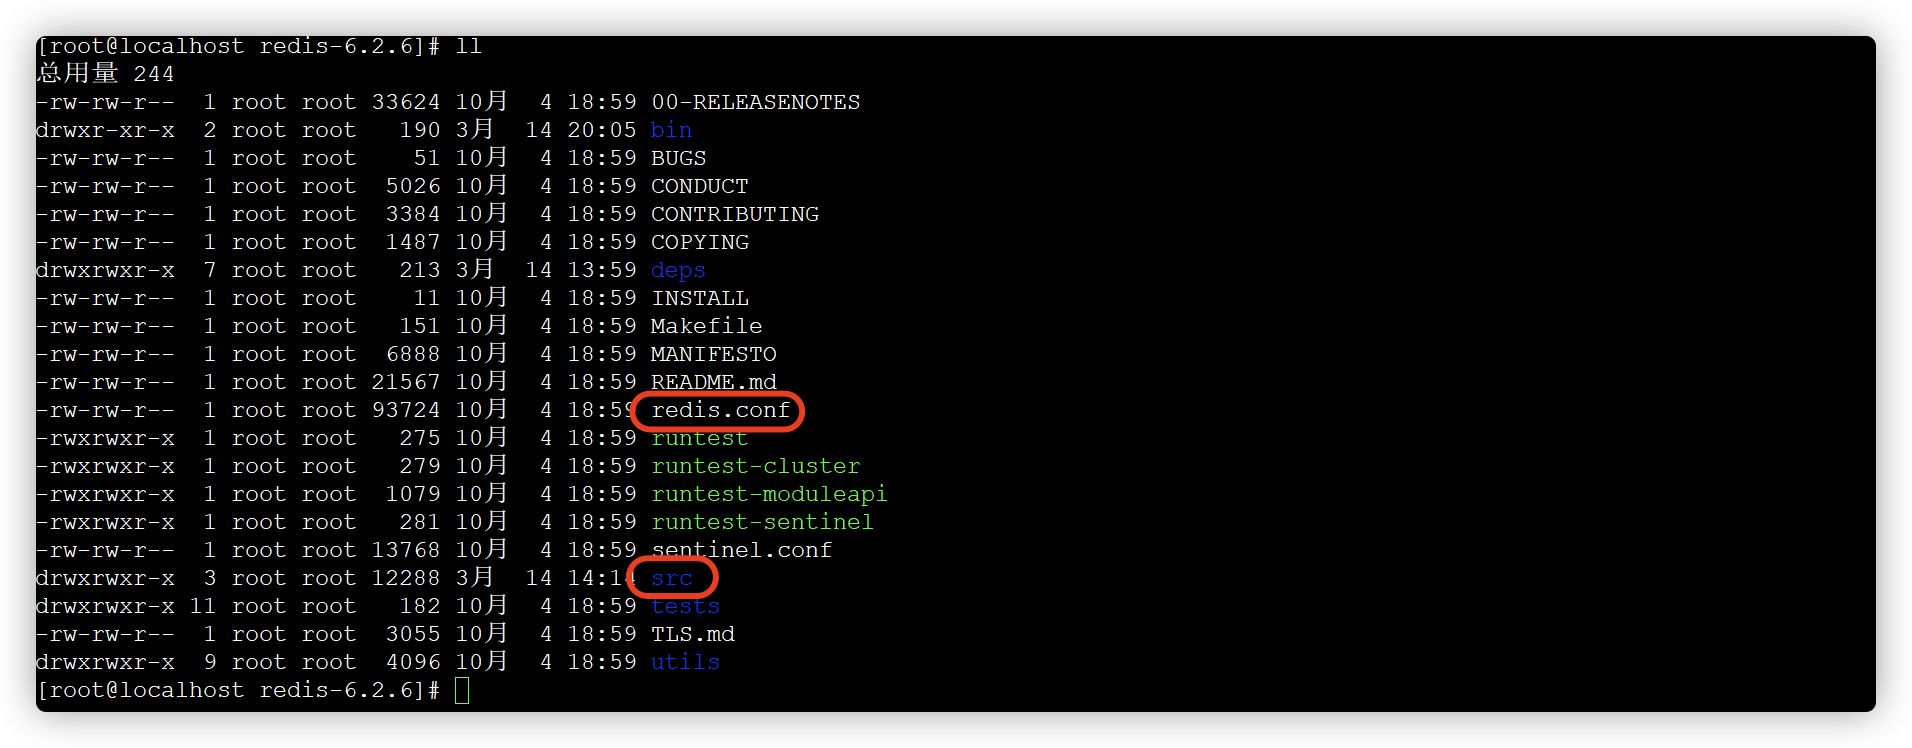 [root@localhost redis-6.2.6]# ll
总用量 244
-rw-rw-r--  1 root root 33624 10月  4 18:59 00-RELEASENOTES
drwxr-xr-x  2 root root   190 3月  14 20:05 bin
-rw-rw-r--  1 root root    51 10月  4 18:59 BUGS
-rw-rw-r--  1 root root  5026 10月  4 18:59 CONDUCT
-rw-rw-r--  1 root root  3384 10月  4 18:59 CONTRIBUTING
-rw-rw-r--  1 root root  1487 10月  4 18:59 COPYING
drwxrwxr-x  7 root root   213 3月  14 13:59 deps
-rw-rw-r--  1 root root    11 10月  4 18:59 INSTALL
-rw-rw-r--  1 root root   151 10月  4 18:59 Makefile
-rw-rw-r--  1 root root  6888 10月  4 18:59 MANIFESTO
-rw-rw-r--  1 root root 21567 10月  4 18:59 README.md
-rw-rw-r--  1 root root 93724 10月  4 18:59 redis.conf
-rwxrwxr-x  1 root root   275 10月  4 18:59 runtest
-rwxrwxr-x  1 root root   279 10月  4 18:59 runtest-cluster
-rwxrwxr-x  1 root root  1079 10月  4 18:59 runtest-moduleapi
-rwxrwxr-x  1 root root   281 10月  4 18:59 runtest-sentinel
-rw-rw-r--  1 root root 13768 10月  4 18:59 sentinel.conf
drwxrwxr-x  3 root root 12288 3月  14 14:14 src
drwxrwxr-x 11 root root   182 10月  4 18:59 tests
-rw-rw-r--  1 root root  3055 10月  4 18:59 TLS.md
drwxrwxr-x  9 root root  4096 10月  4 18:59 utils
[root@localhost redis-6.2.6]#